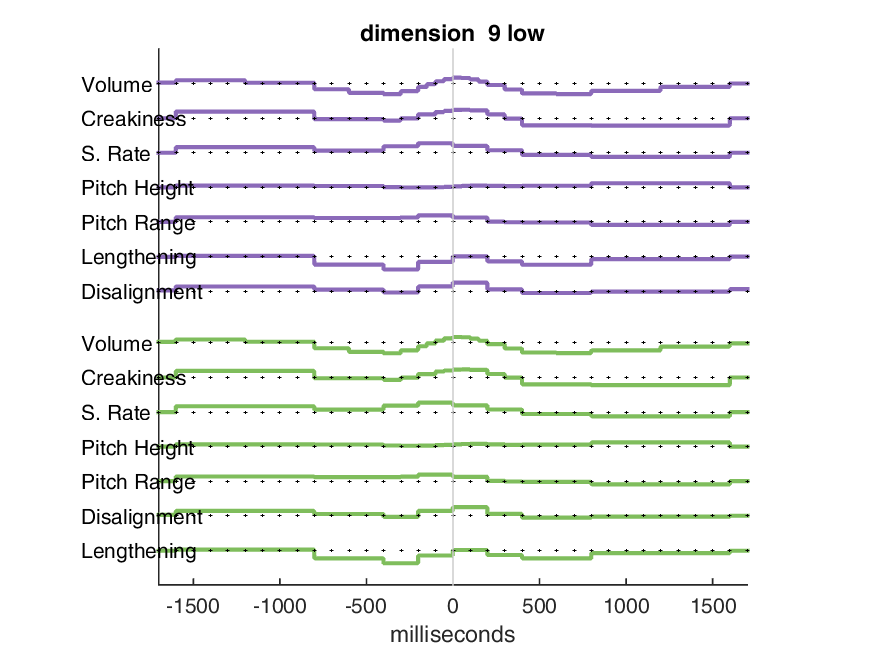 dimension  9 low
Volume
Creakiness
S. Rate
Pitch Height
Pitch Range
Lengthening
Disalignment
Volume
Creakiness
S. Rate
Pitch Height
Pitch Range
Disalignment
Lengthening
-1500 -1000 -500 0 500 1000 1500
milliseconds